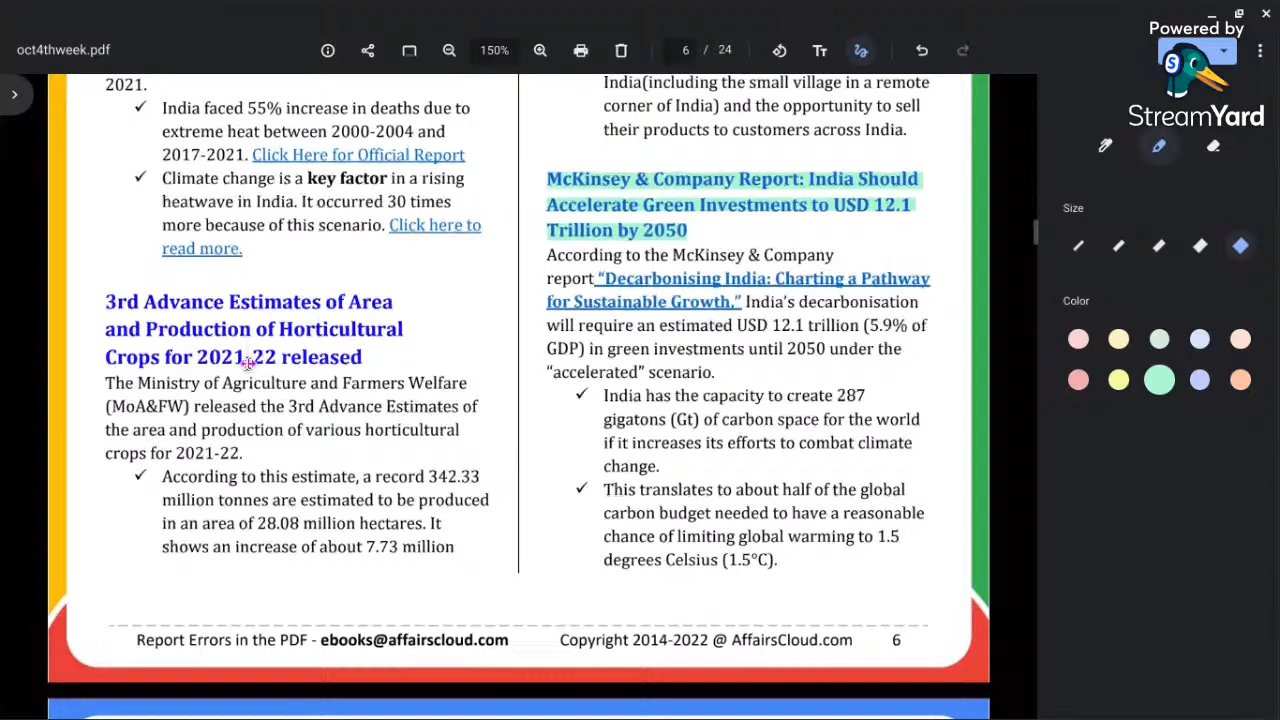 Powered by
StreamYard
oct4thweek.pdf
150%
6 / 24
2021.
✓ India faced 55% increase in deaths due to
extreme heat between 2000-2004 and
2017-2021. Click Here for Official Report
✓ Climate change is a key factor in a rising
heatwave in India. It occurred 30 times
more because of this scenario. Click here to
read more.
3rd Advance Estimates of Area
and Production of Horticultural
Crops for 2021-22 released
The Ministry of Agriculture and Farmers Welfare
(MoA&FW) released the 3rd Advance Estimates of
the area and production of various horticultural
crops for 2021-22.
✓ According to this estimate, a record 342.33
million tonnes are estimated to be produced
in an area of 28.08 million hectares. It
shows an increase of about 7.73 million
India(including the small village in a remote
corner of India) and the opportunity to sell
their products to customers across India.
McKinsey & Company Report: India Should
Accelerate Green Investments to USD 12.1
Trillion by 2050
According to the McKinsey & Company
report “Decarbonising India: Charting a Pathway
for Sustainable Growth.” India’s decarbonisation
will require an estimated USD 12.1 trillion (5.9% of
GDP) in green investments until 2050 under the
“accelerated” scenario.
✓ India has the capacity to create 287
gigatons (Gt) of carbon space for the world
if it increases its efforts to combat climate
change.
✓ This translates to about half of the global
carbon budget needed to have a reasonable
chance of limiting global warming to 1.5
degrees Celsius (1.5°C).
Report Errors in the PDF - ebooks@affairscloud.com
Copyright 2014-2022 @ AffairsCloud.com
6
Size
Color